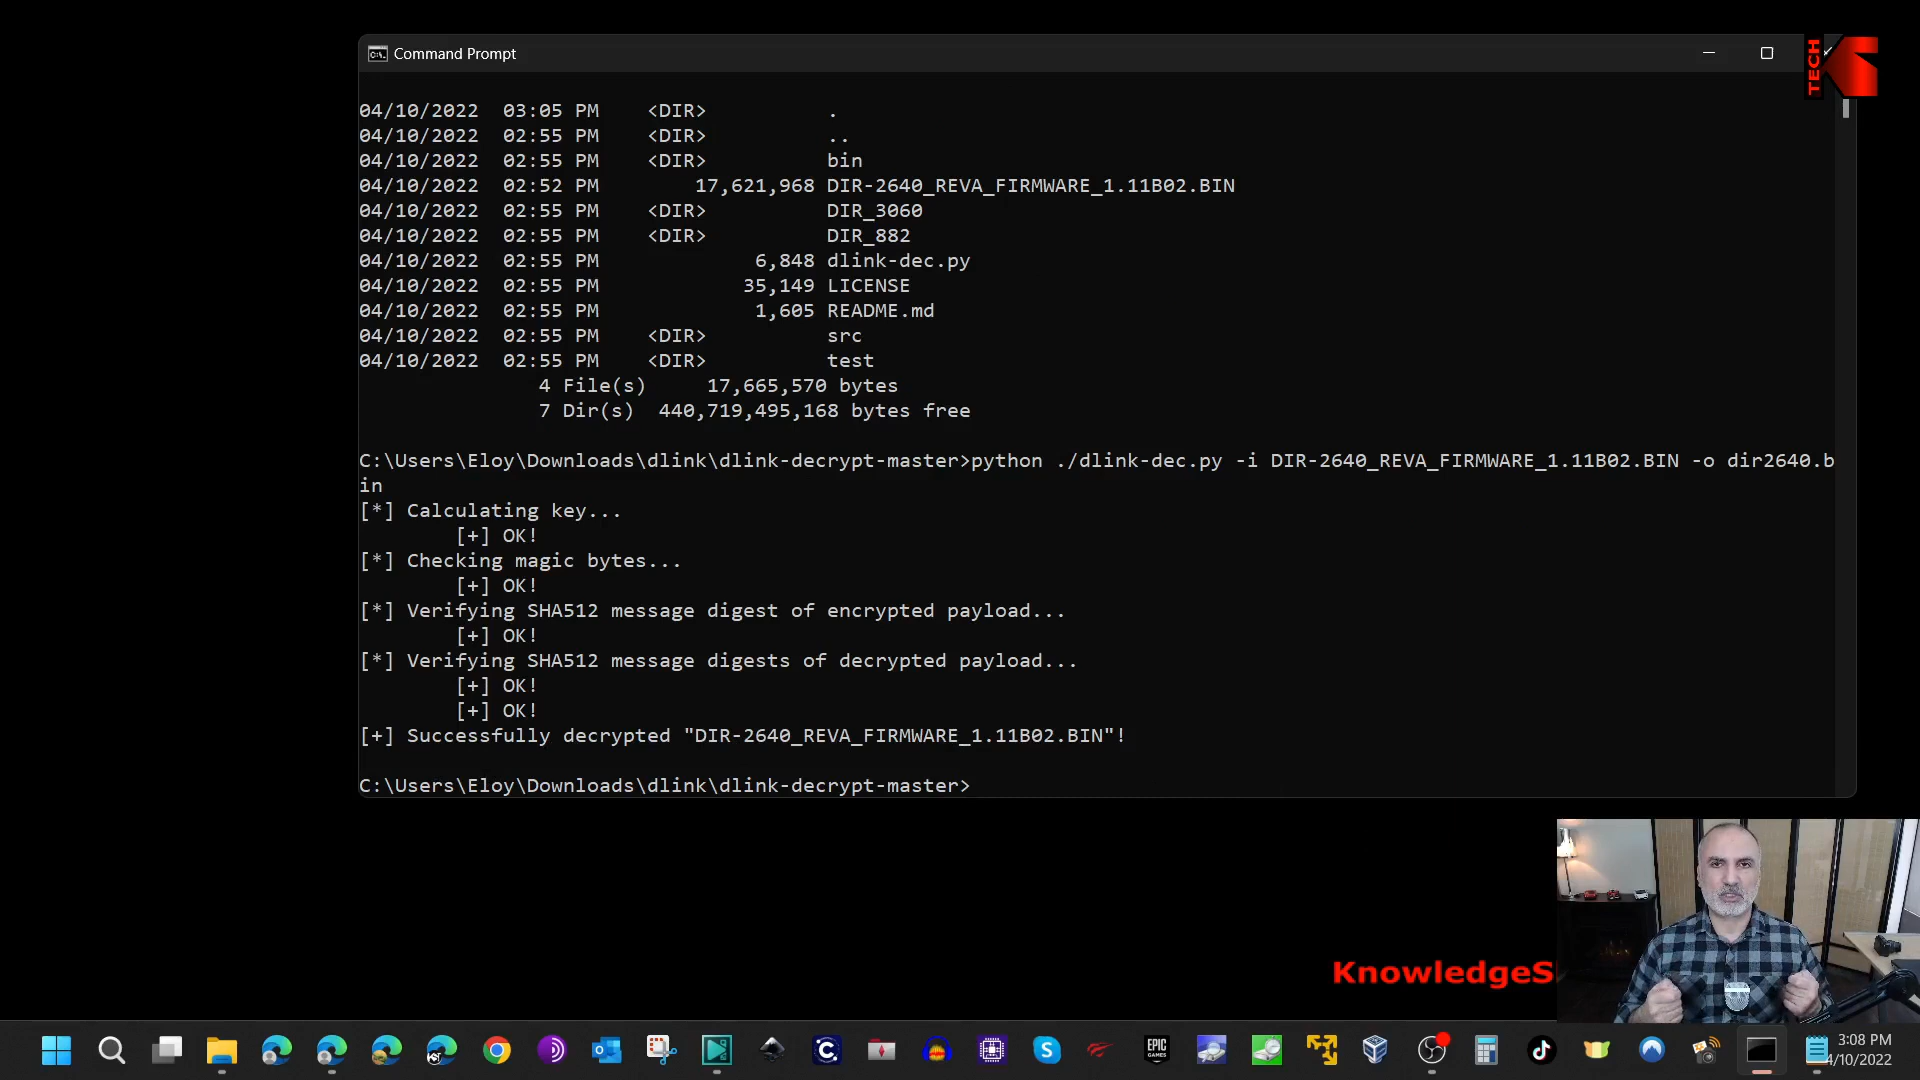 Command Prompt
TECH
04/10/2022  03:05 PM    <DIR>          .
04/10/2022  02:55 PM    <DIR>          ..
04/10/2022  02:55 PM    <DIR>          bin
04/10/2022  02:52 PM        17,621,968 DIR-2640_REVA_FIRMWARE_1.11B02.BIN
04/10/2022  02:55 PM    <DIR>          DIR_3060
04/10/2022  02:55 PM    <DIR>          DIR_882
04/10/2022  02:55 PM             6,848 dlink-dec.py
04/10/2022  02:55 PM            35,149 LICENSE
04/10/2022  02:55 PM             1,605 README.md
04/10/2022  02:55 PM    <DIR>          src
04/10/2022  02:55 PM    <DIR>          test
4 File(s)     17,665,570 bytes
7 Dir(s)  440,719,495,168 bytes free
C:\Users\Eloy\Downloads\dlink\dlink-decrypt-master>python ./dlink-dec.py -i DIR-2640_REVA_FIRMWARE_1.11B02.BIN -o dir2640.b
in
[*] Calculating key...
[+] OK!
[*] Checking magic bytes...
[+] OK!
[*] Verifying SHA512 message digest of encrypted payload...
[+] OK!
[*] Verifying SHA512 message digests of decrypted payload...
[+] OK!
[+] OK!
[+] Successfully decrypted "DIR-2640_REVA_FIRMWARE_1.11B02.BIN"!
C:\Users\Eloy\Downloads\dlink\dlink-decrypt-master>
KnowledgeS
EPIC
GAMES
3:08 PM
4/10/2022